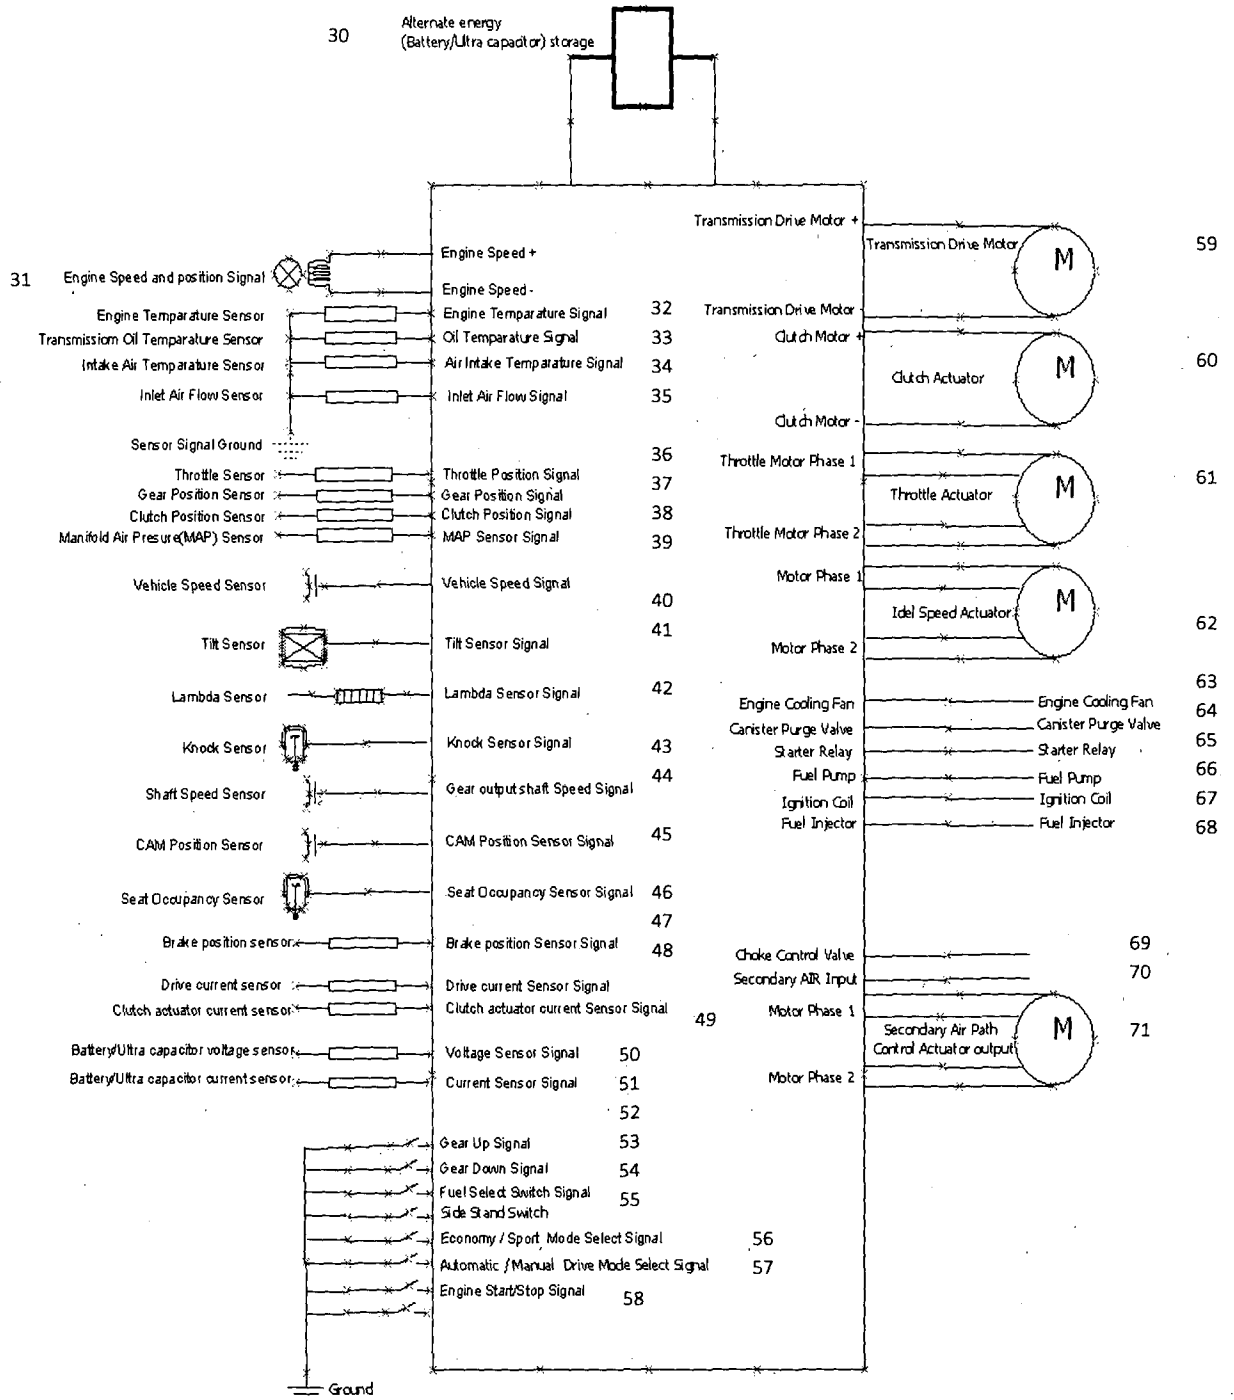 30
Alternate energy
(Battery/Ultra capacitor) storage
31
Engine Speed and position Signal
Engine Speed +
Engine Speed -
Engine Temparature Sensor
Engine Temparature Signal
32
Transmission Oil Temparature Sensor
Oil Temparature Signal
33
Intake Air Temparature Sensor
Air Intake Temparature Signal
34
Inlet Air Flow Sensor
Inlet Air Flow Signal
35
Sensor Signal Ground
36
Throttle Sensor
Throttle Position Signal
37
Gear Position Sensor
Gear Position Signal
Clutch Position Sensor
Clutch Position Signal
38
Manifold Air Presure(MAP) Sensor
MAP Sensor Signal
39
Vehicle Speed Sensor
Vehicle Speed Signal
40
Tilt Sensor
Tilt Sensor Signal
41
Lambda Sensor
Lambda Sensor Signal
42
Knock Sensor
Knock Sensor Signal
43
Shaft Speed Sensor
Gear output shaft Speed Signal
44
CAM Position Sensor
CAM Position Sensor Signal
45
Seat Occupancy Sensor
Seat Occupancy Sensor Signal
46
47
Brake position sensor
Brake position Sensor Signal
48
Drive current sensor
Drive current Sensor Signal
Clutch actuator current sensor
Clutch actuator current Sensor Signal
49
Battery/Ultra capacitor voltage sensor
Voltage Sensor Signal
50
Battery/Ultra capacitor current sensor
Current Sensor Signal
51
52
Gear Up Signal
53
Gear Down Signal
54
Fuel Select Switch Signal
55
Side Stand Switch
Economy / Sport Mode Select Signal
56
Automatic / Manual Drive Mode Select Signal
57
Engine Start/Stop Signal
58
Ground
Transmission Drive Motor +
Transmission Drive Motor
M
59
Transmission Drive Motor
Clutch Motor +
Clutch Actuator
M
60
Clutch Motor -
Throttle Motor Phase 1
Throttle Actuator
M
61
Throttle Motor Phase 2
Motor Phase 1
Idel Speed Actuator
M
62
Motor Phase 2
63
Engine Cooling Fan
Engine Cooling Fan
64
Canister Purge Valve
Canister Purge Valve
65
Starter Relay
Starter Relay
66
Fuel Pump
Fuel Pump
67
Ignition Coil
Ignition Coil
68
Fuel Injector
Fuel Injector
Choke Control Valve
69
Secondary AIR Input
70
Motor Phase 1
Secondary Air Path
Control Actuator output
M
71
Motor Phase 2